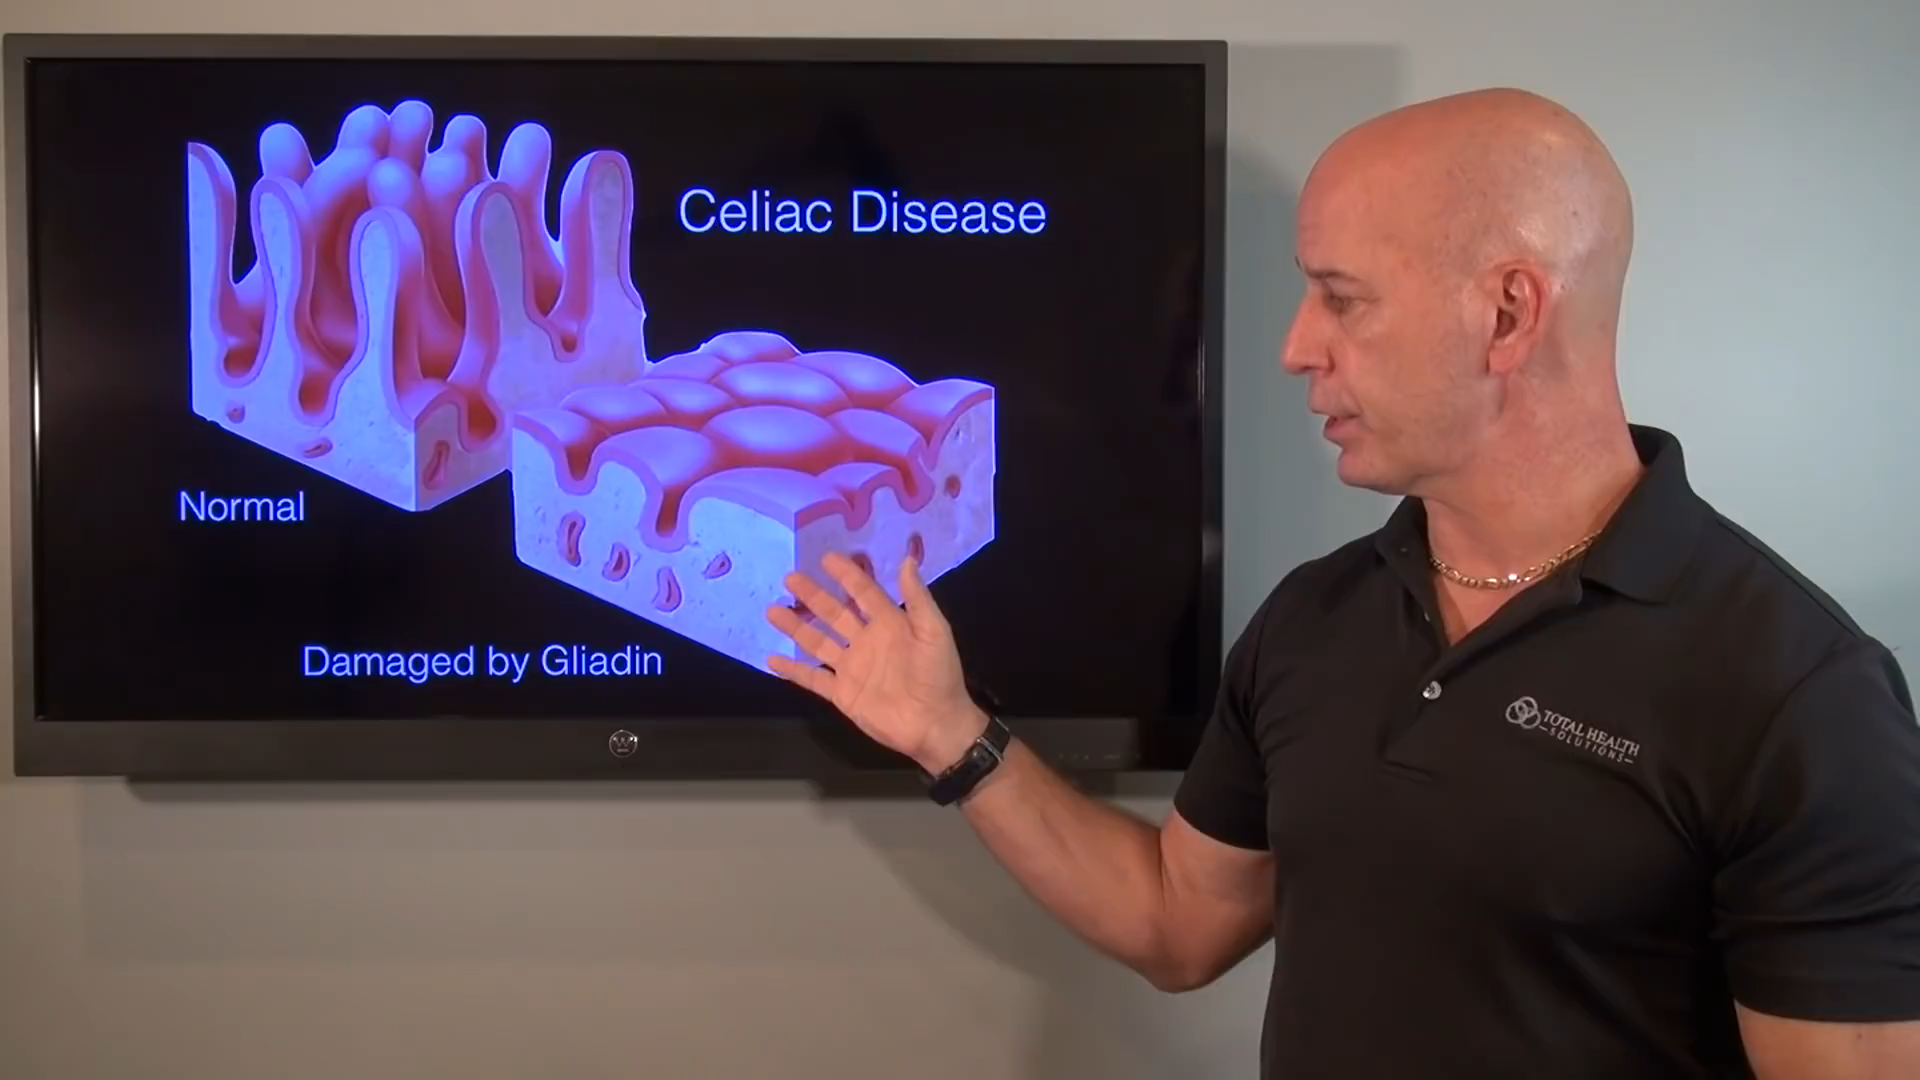 Celiac Disease
Normal
Damaged by Gliadin
TOTAL HEALTH
–SOLUTIONS–